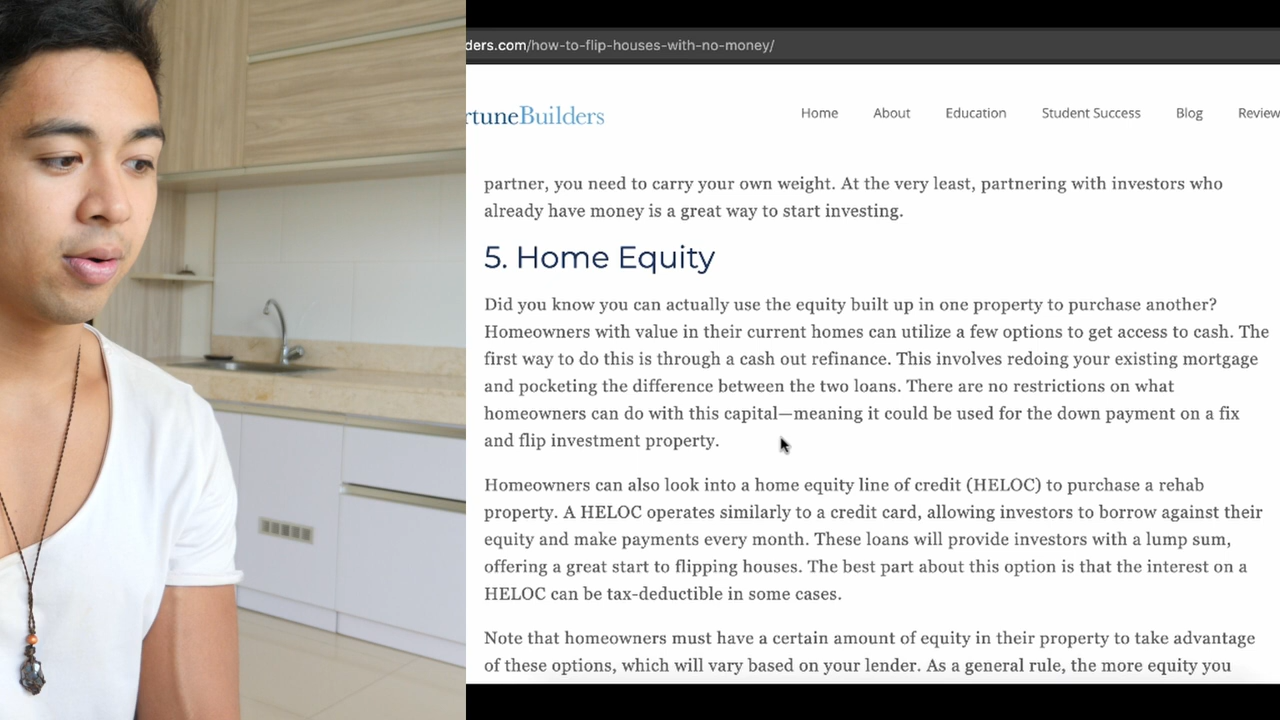 ders.com/how-to-flip-houses-with-no-money/
rtuneBuilders
Home About Education Student Success Blog Review
partner, you need to carry your own weight. At the very least, partnering with investors who
already have money is a great way to start investing.
5. Home Equity
Did you know you can actually use the equity built up in one property to purchase another?
Homeowners with value in their current homes can utilize a few options to get access to cash. The
first way to do this is through a cash out refinance. This involves redoing your existing mortgage
and pocketing the difference between the two loans. There are no restrictions on what
homeowners can do with this capital—meaning it could be used for the down payment on a fix
and flip investment property.
Homeowners can also look into a home equity line of credit (HELOC) to purchase a rehab
property. A HELOC operates similarly to a credit card, allowing investors to borrow against their
equity and make payments every month. These loans will provide investors with a lump sum,
offering a great start to flipping houses. The best part about this option is that the interest on a
HELOC can be tax-deductible in some cases.
Note that homeowners must have a certain amount of equity in their property to take advantage
of these options, which will vary based on your lender. As a general rule, the more equity you